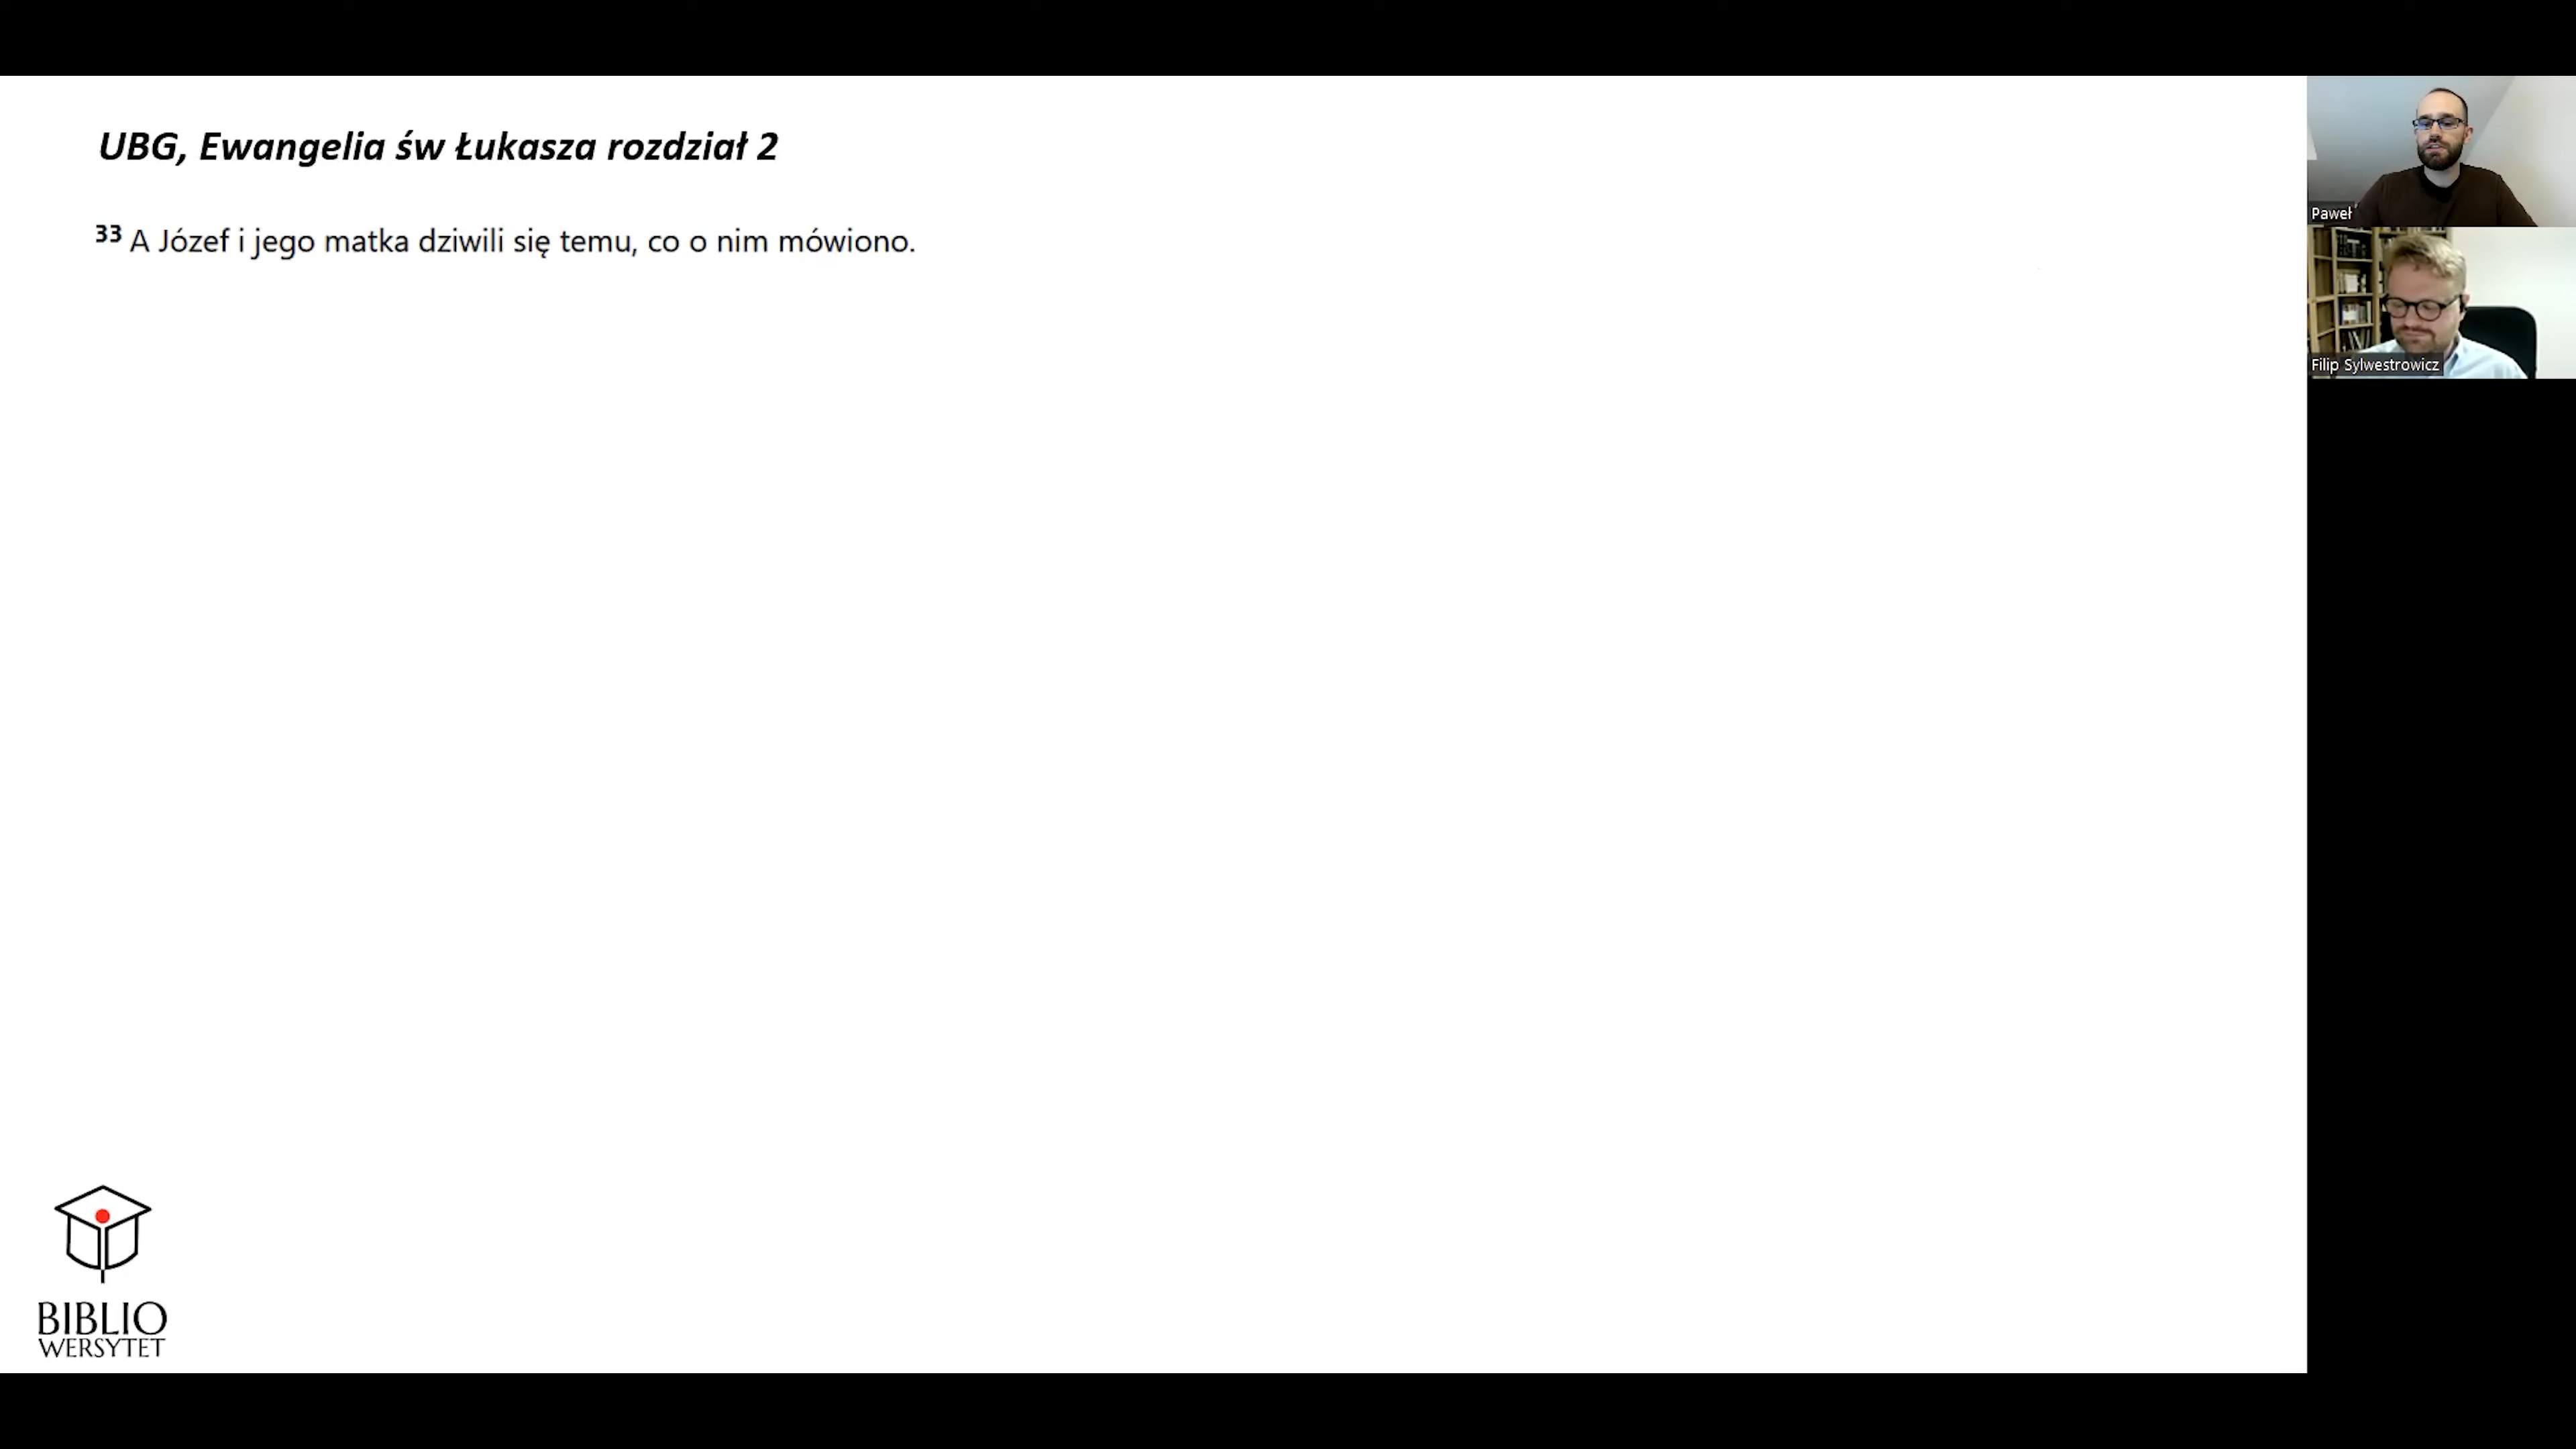 UBG, Ewangelia św Łukasza rozdział 2
33 A Józef i jego matka dziwili się temu, co o nim mówiono.
Paweł
Filip Sylwestrowicz
BIBLIO
WERSYTET